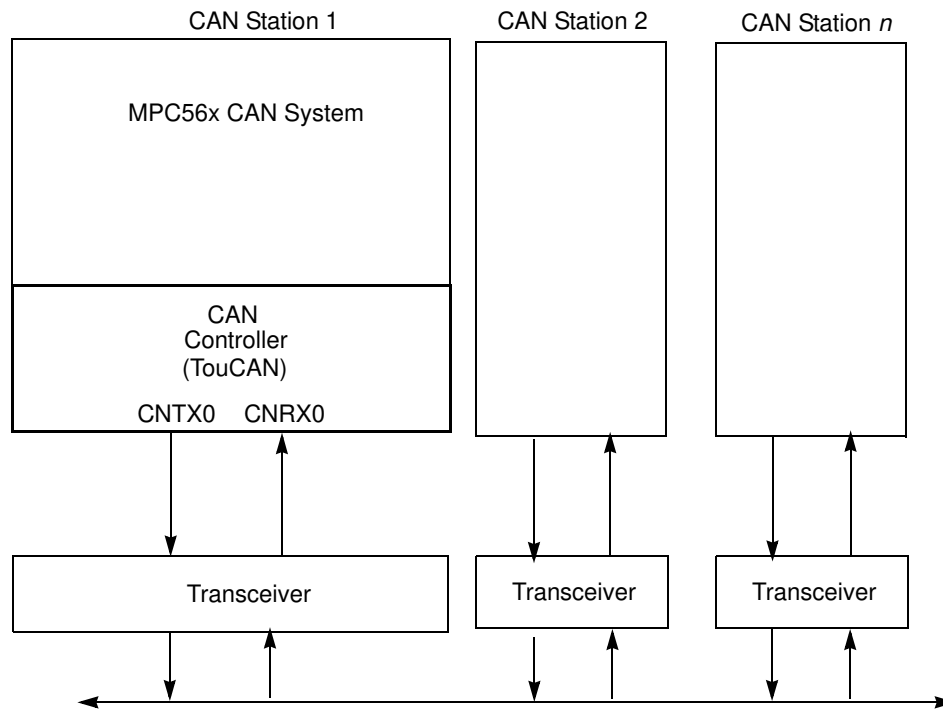 CAN Station 1
CAN Station 2
CAN Station n
MPC56x CAN System
CAN
Controller
(TouCAN)
CNTX0 CNRX0
Transceiver
Transceiver
Transceiver